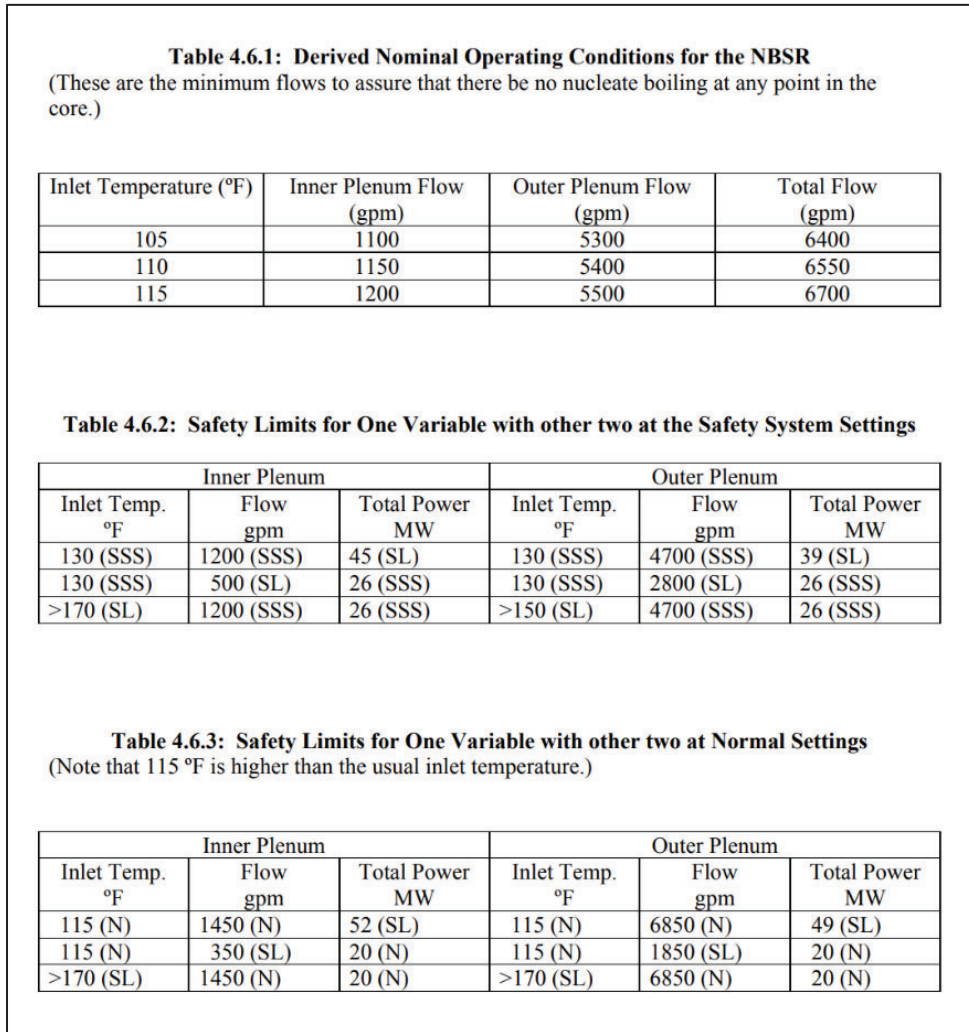 Table 4.6.1: Derived Nominal Operating Conditions for the NBSR
(These are the minimum flows to assure that there be no nucleate boiling at any point in the
core.)
Inlet Temperature (ºF) Inner Plenum Flow Outer Plenum Flow Total Flow
(gpm) (gpm) (gpm)
105 1100 5300 6400
110 1150 5400 6550
115 1200 5500 6700
Table 4.6.2: Safety Limits for One Variable with other two at the Safety System Settings
Inner Plenum Outer Plenum
Inlet Temp. Flow Total Power Inlet Temp. Flow Total Power
ºF gpm MW ºF gpm MW
130 (SSS) 1200 (SSS) 45 (SL) 130 (SSS) 4700 (SSS) 39 (SL)
130 (SSS) 500 (SL) 26 (SSS) 130 (SSS) 2800 (SL) 26 (SSS)
>170 (SL) 1200 (SSS) 26 (SSS) >150 (SL) 4700 (SSS) 26 (SSS)
Table 4.6.3: Safety Limits for One Variable with other two at Normal Settings
(Note that 115 ºF is higher than the usual inlet temperature.)
Inner Plenum Outer Plenum
Inlet Temp. Flow Total Power Inlet Temp. Flow Total Power
ºF gpm MW ºF gpm MW
115 (N) 1450 (N) 52 (SL) 115 (N) 6850 (N) 49 (SL)
115 (N) 350 (SL) 20 (N) 115 (N) 1850 (SL) 20 (N)
>170 (SL) 1450 (N) 20 (N) >170 (SL) 6850 (N) 20 (N)